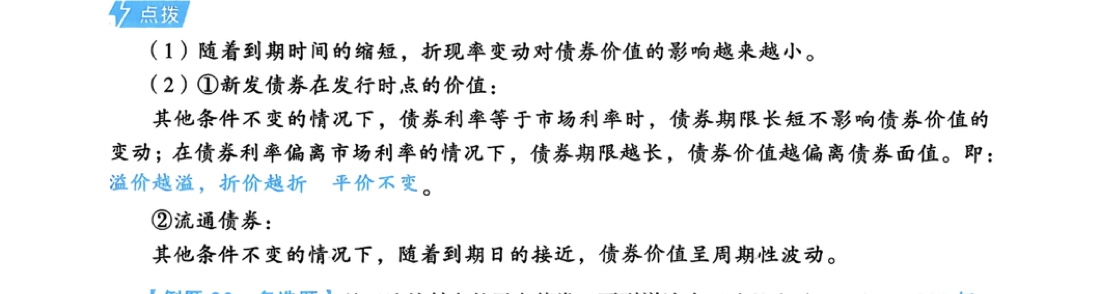 点拨
(1)随着到期时间的缩短,折现率变动对债券价值的影响越来越小。
(2)①新发债券在发行时点的价值:
其他条件不变的情况下,债券利率等于市场利率时,债券期限长短不影响债券价值的
变动;在债券利率偏离市场利率的情况下,债券期限越长,债券价值越偏离债券面值。即:
溢价越溢,折价越折 平价不变。
②流通债券:
其他条件不变的情况下,随着到期日的接近,债券价值呈周期性波动。